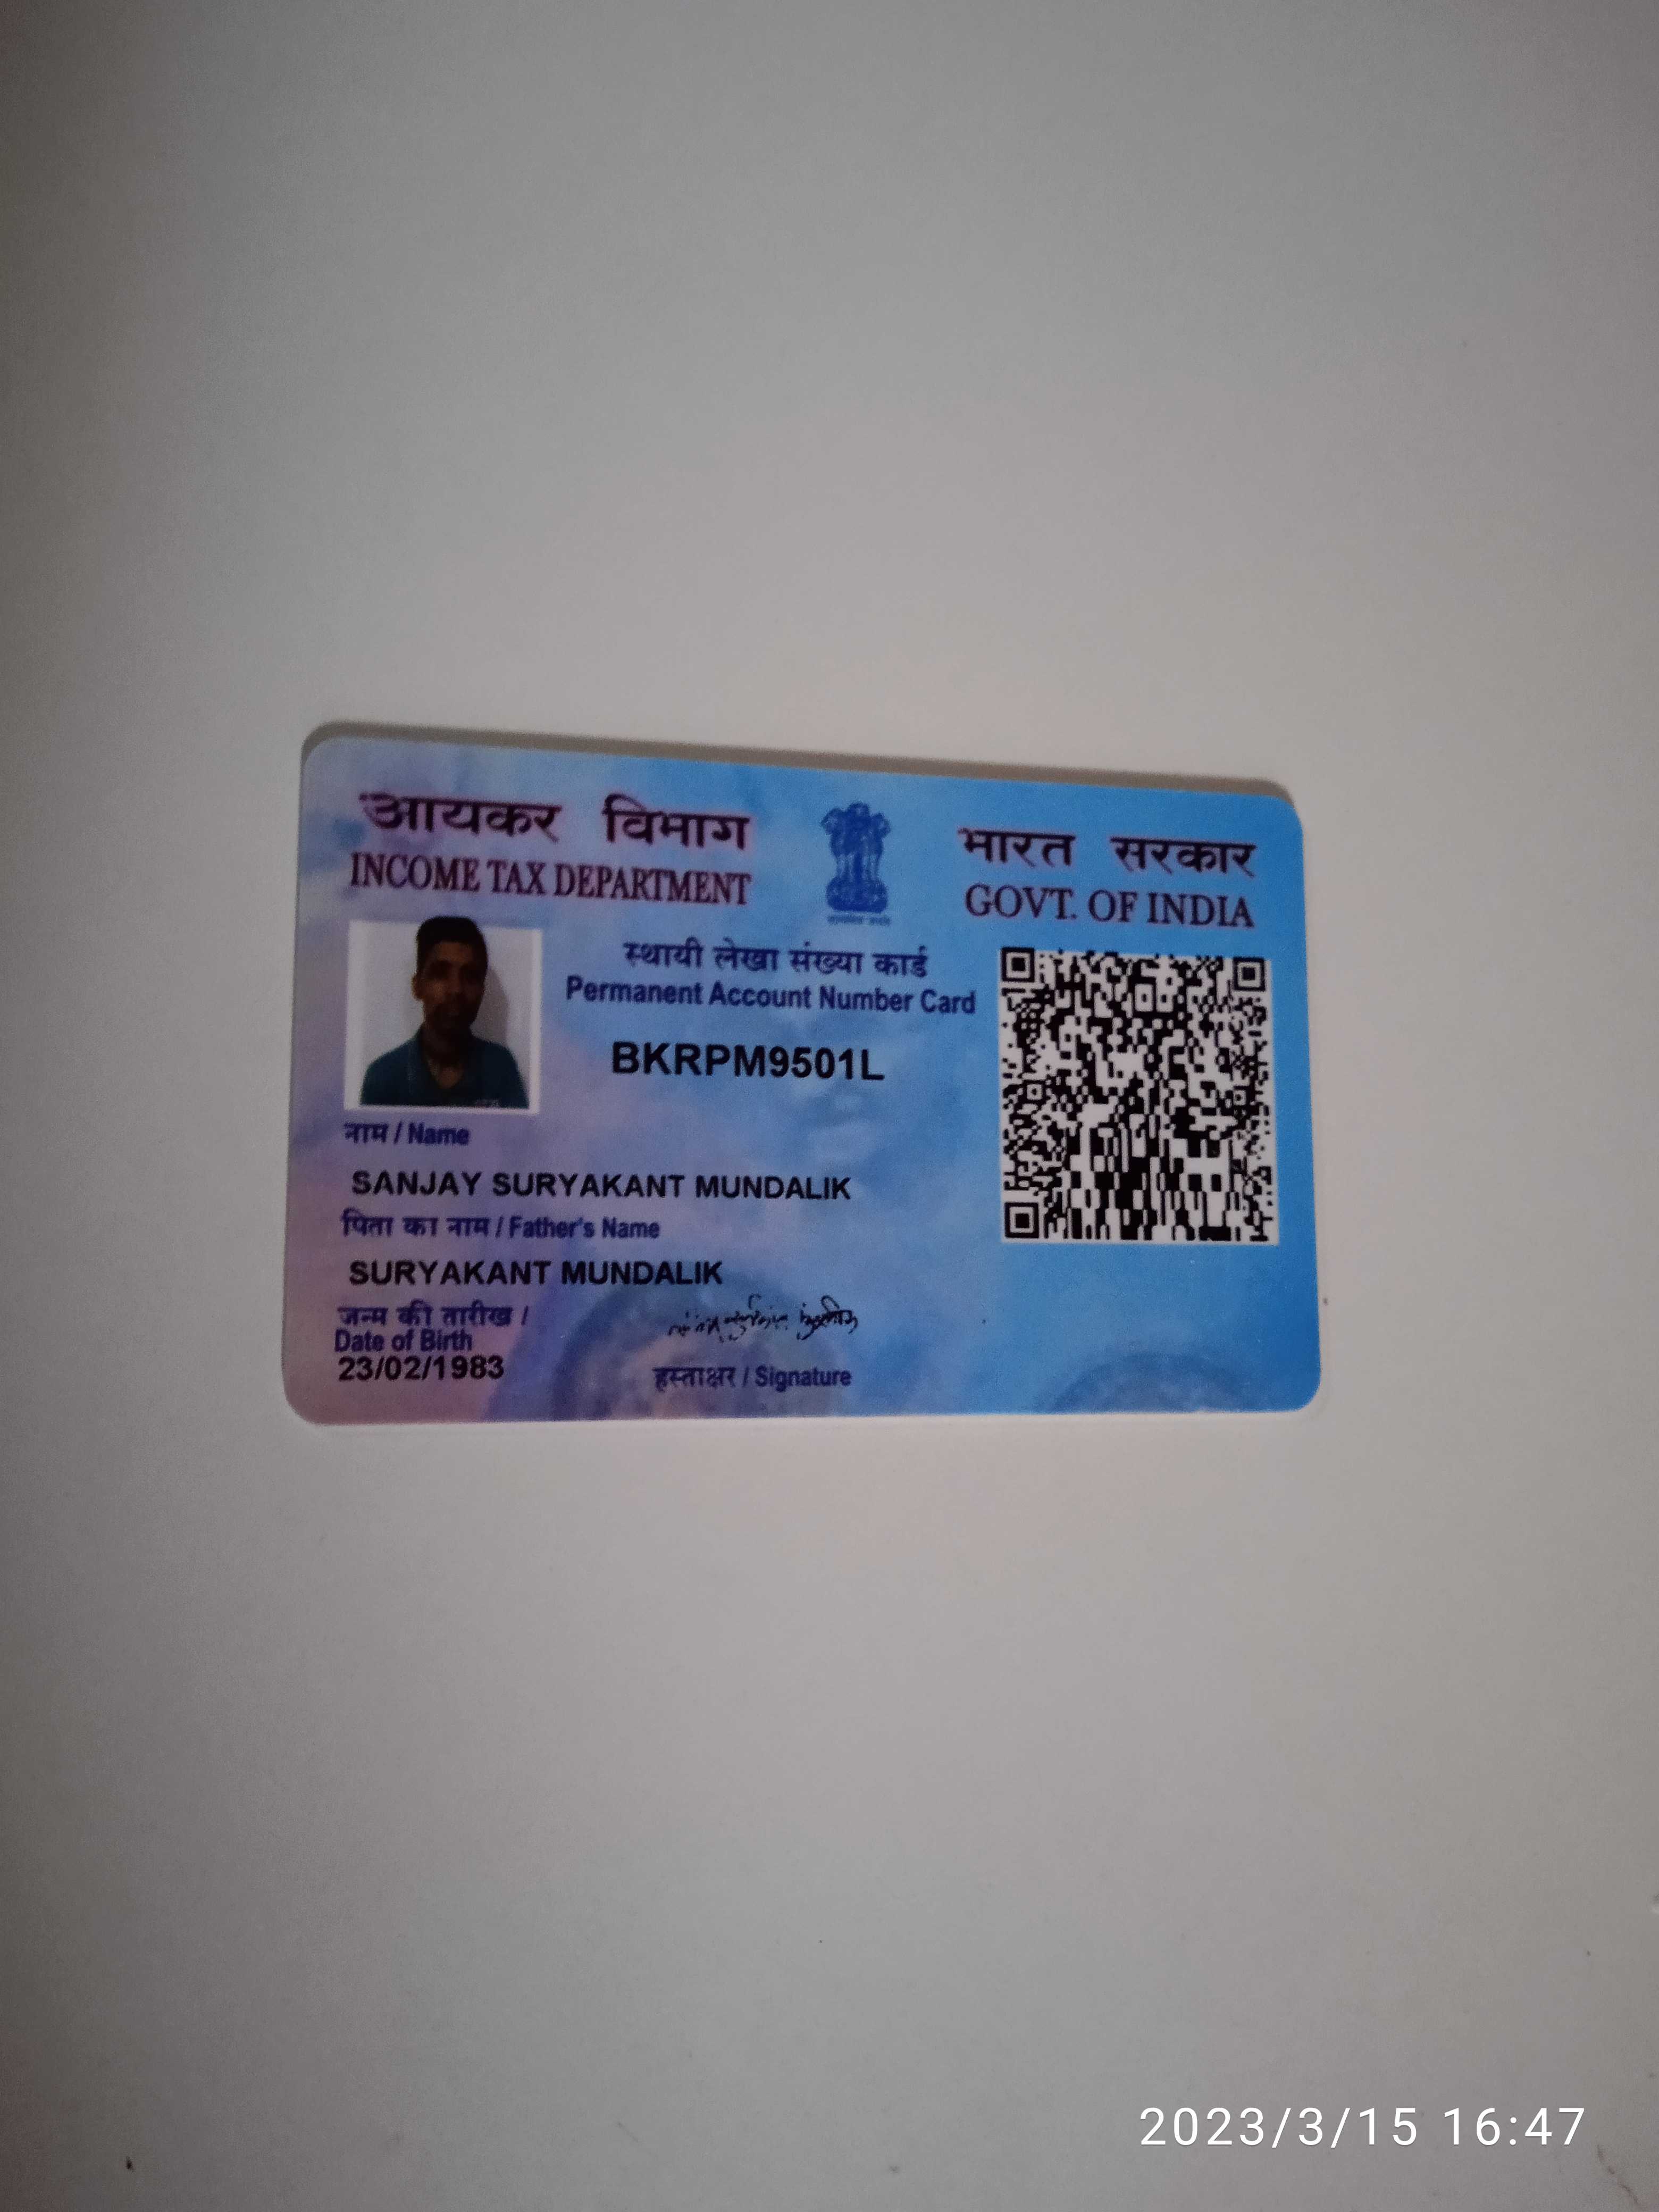 आयकर विभाग
INCOME TAX DEPARTMENT
भारत सरकार
GOVT. OF INDIA
स्थायी लेखा संख्या कार्ड
Permanent Account Number Card
BKRPM9501L
नाम / Name
SANJAY SURYAKANT MUNDALIK
पिता का नाम / Father's Name
SURYAKANT MUNDALIK
जन्म की तारीख /
Date of Birth
23/02/1983
हस्ताक्षर / Signature
2023/3/15 16:47